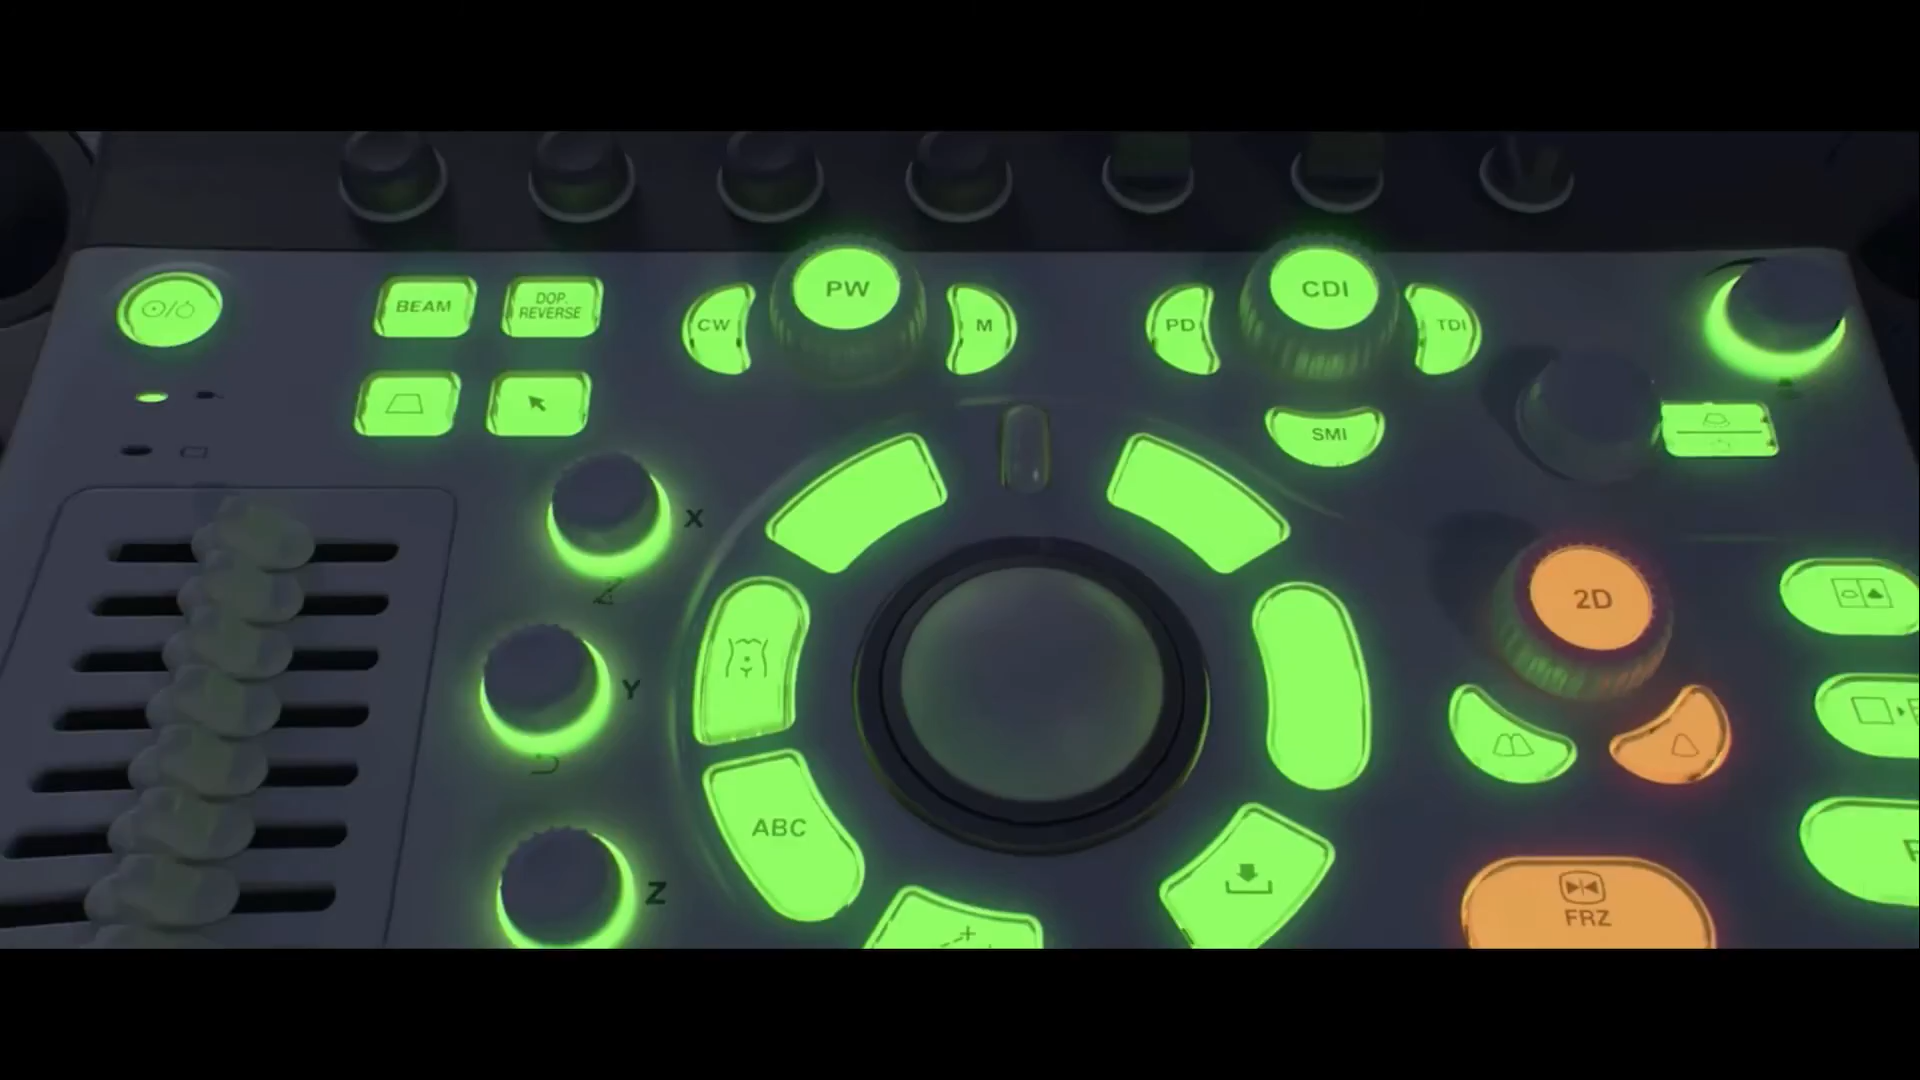 BEAM
DOP.
REVERSE
CW
PW
M
PD
CDI
TDI
SMI
X
Y
Z
ABC
2D
FRZ